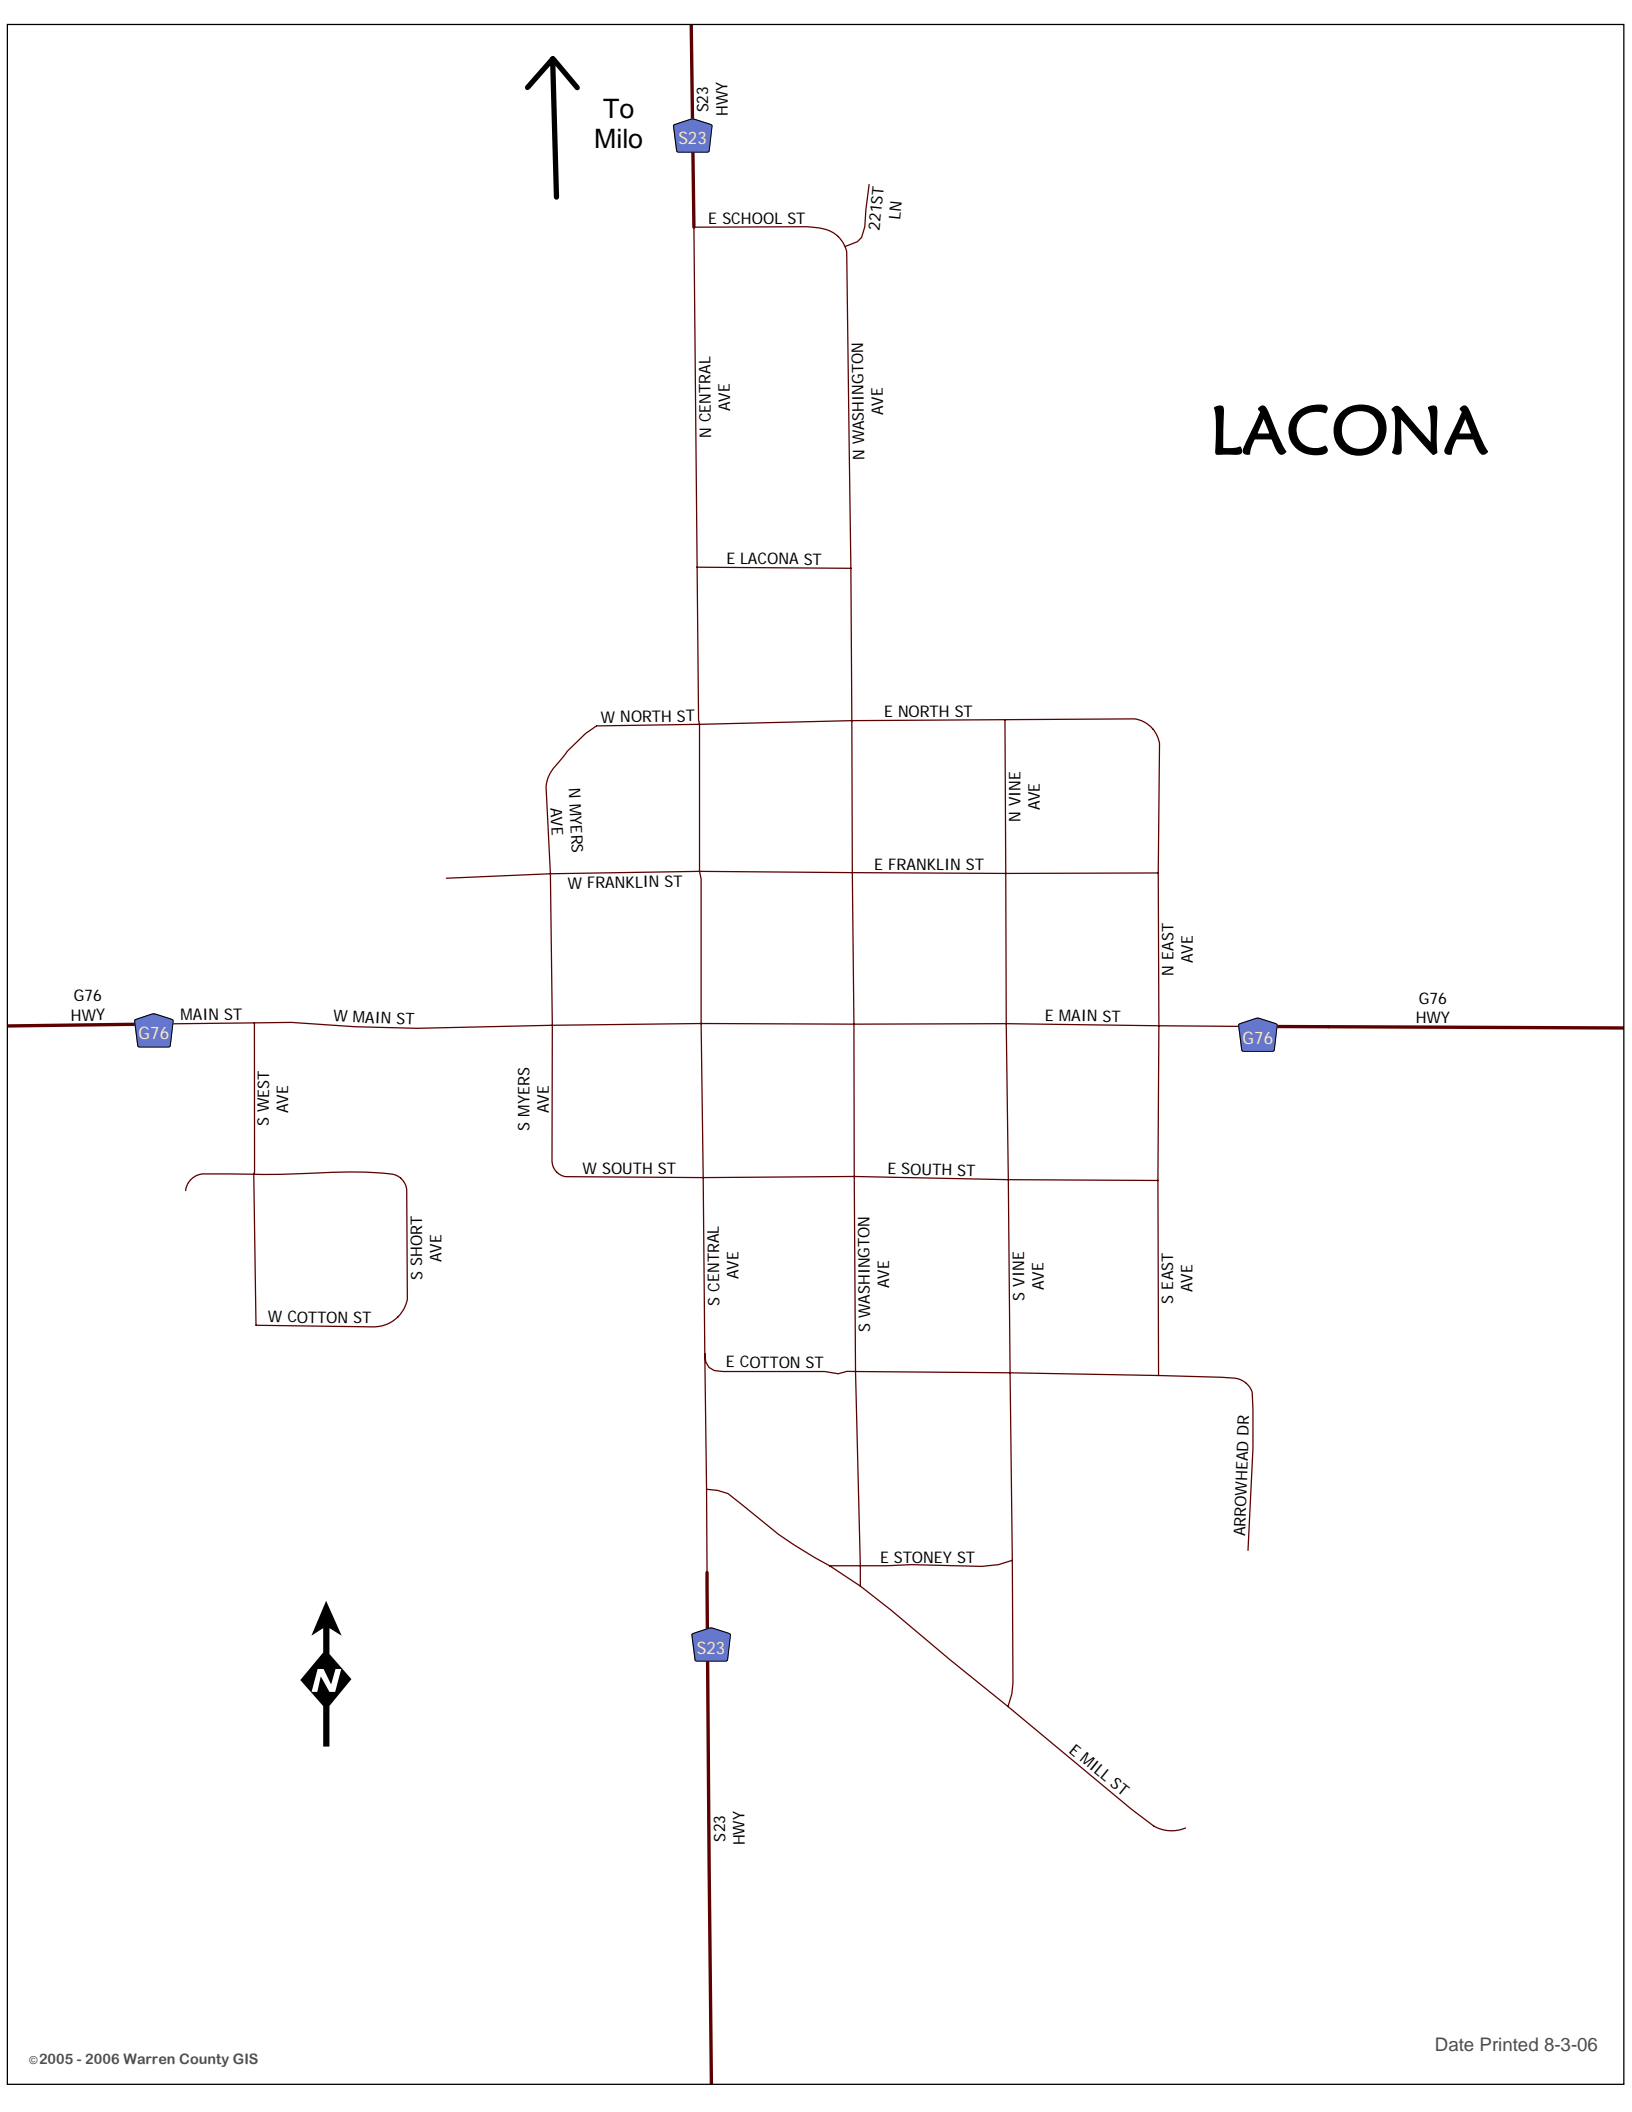 S23
HWY
To
Milo
S23
E SCHOOL ST
221ST
LN
N CENTRAL
AVE
N WASHINGTON
AVE
LACONA
E LACONA ST
W NORTH ST
E NORTH ST
N MYERS
AVE
N VINE
AVE
E FRANKLIN ST
W FRANKLIN ST
N EAST
AVE
G76
HWY
G76
MAIN ST
W MAIN ST
E MAIN ST
G76
G76
HWY
S WEST
AVE
S MYERS
AVE
W SOUTH ST
E SOUTH ST
S SHORT
AVE
S CENTRAL
AVE
S WASHINGTON
AVE
S VINE
AVE
S EAST
AVE
W COTTON ST
E COTTON ST
ARROWHEAD DR
E STONEY ST
N
S23
E MILL ST
S23
HWY
Date Printed 8-3-06
©2005 - 2006 Warren County GIS